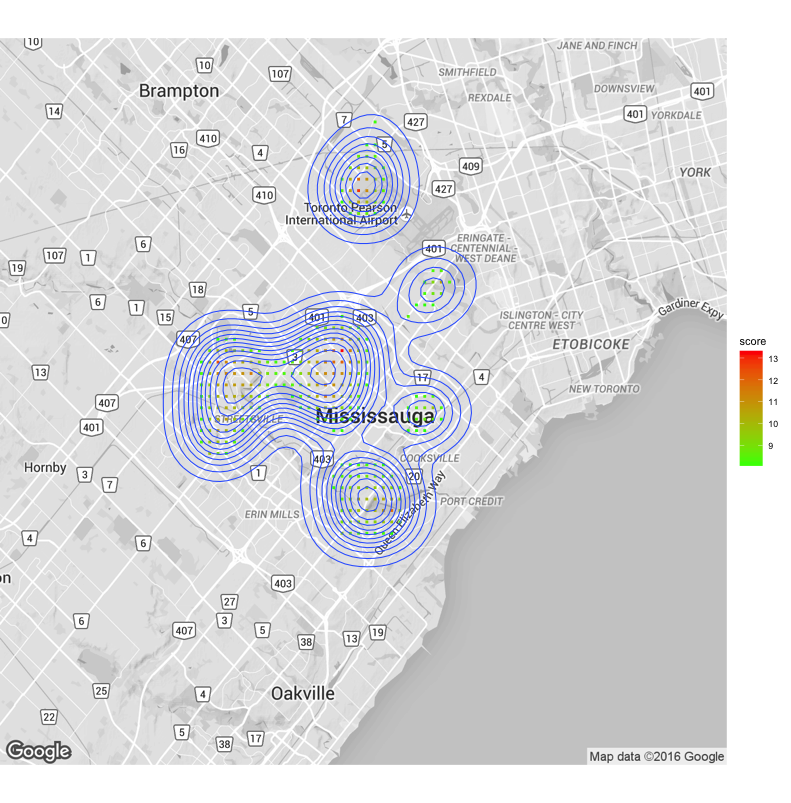 10
JANE AND FINCH
10
107
SMITHFIELD
Brampton
DOWNSVIEW
401
REXDALE
14
401
YORKDALE
7
427
410
5
16
4
409
YORK
410
427
Toronto Pearson
International Airport
ERINGATE -
CENTENNIAL -
WEST DEANE
6
401
107
1
19
18
6
1
5
Gardiner Expy
15
401
403
ISLINGTON - CITY
CENTRE WEST
0
407
ETOBICOKE
score
3
13
13
17
4
12
NEW TORONTO
407
11
Mississauga
STREETSVILLE
401
10
9
403
COOKSVILLE
Hornby
3
1
20
7
PORT CREDIT
Queen Elizabeth Way
ERIN MILLS
4
6
on
403
27
6
3
407
5
19
38
13
25
4
Oakville
22
5
17
38
Google
Map data ©2016 Google